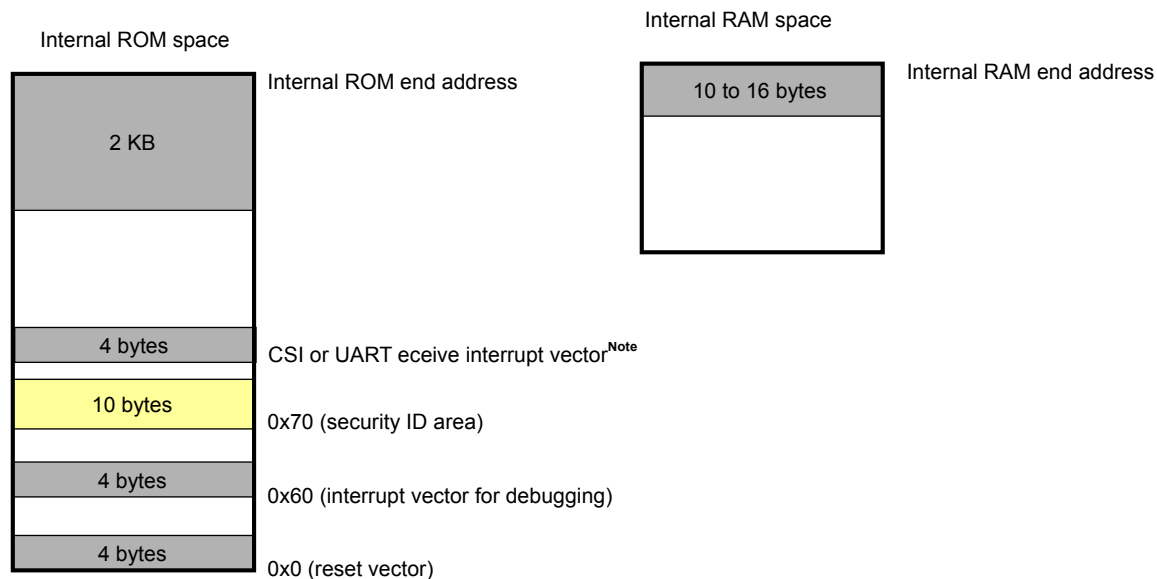 Internal ROM space
Internal ROM end address
2 KB
4 bytes
CSI or UART eceive interrupt vectorNote
10 bytes
0x70 (security ID area)
4 bytes
0x60 (interrupt vector for debugging)
4 bytes
0x0 (reset vector)
Internal RAM space
Internal RAM end address
10 to 16 bytes